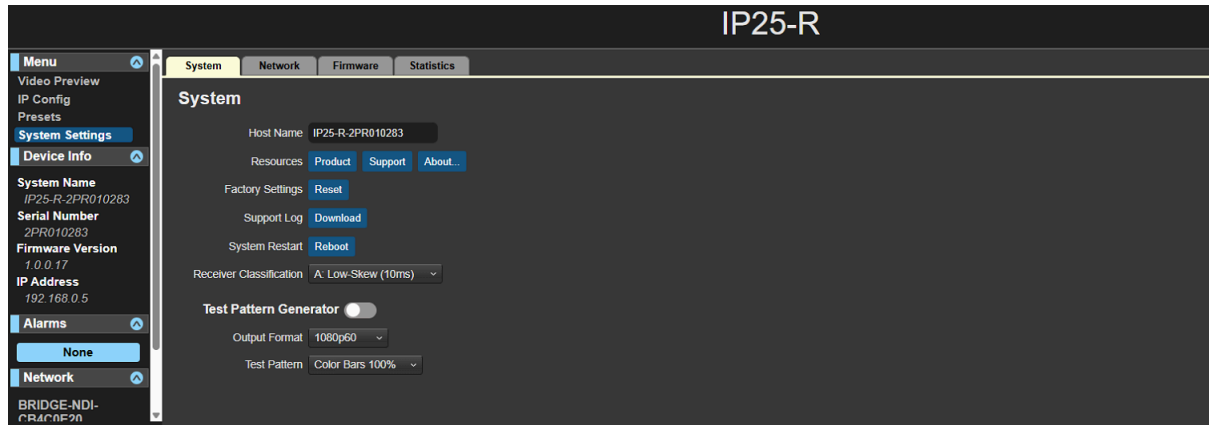 IP25-R
Menu
Video Preview
IP Config
Presets
System Settings
Device Info
System Name
IP25-R-2PR010283
Serial Number
2PR010283
Firmware Version
1.0.0.17
IP Address
192.168.0.5
Alarms
None
Network
BRIDGE-NDI-
CB4C0E20
System Network Firmware Statistics
System
Host Name IP25-R-2PR010283
Resources Product Support About...
Factory Settings Reset
Support Log Download
System Restart Reboot
Receiver Classification A: Low-Skew (10ms)
Test Pattern Generator
Output Format 1080p60
Test Pattern Color Bars 100%